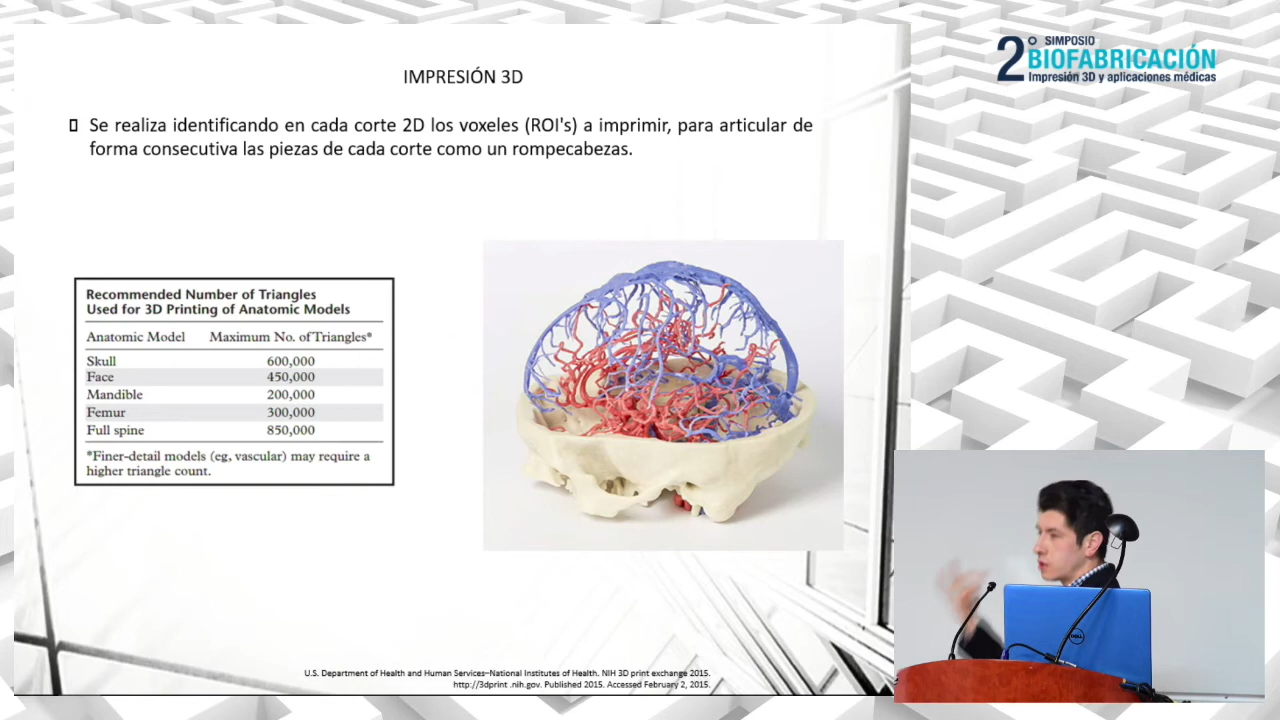 IMPRESIÓN 3D
Se realiza identificando en cada corte 2D los voxeles (ROI's) a imprimir, para articular de
forma consecutiva las piezas de cada corte como un rompecabezas.
Recommended Number of Triangles
Used for 3D Printing of Anatomic Models
Anatomic Model Maximum No. of Triangles*
Skull 600,000
Face 450,000
Mandible 200,000
Femur 300,000
Full spine 850,000
*Finer-detail models (eg, vascular) may require a
higher triangle count.
U.S. Department of Health and Human Services–National Institutes of Health. NIH 3D print exchange 2015.
http://3dprint .nih.gov. Published 2015. Accessed February 2, 2015.
2° SIMPOSIO
BIOFABRICACIÓN
Impresión 3D y aplicaciones médicas
DELL